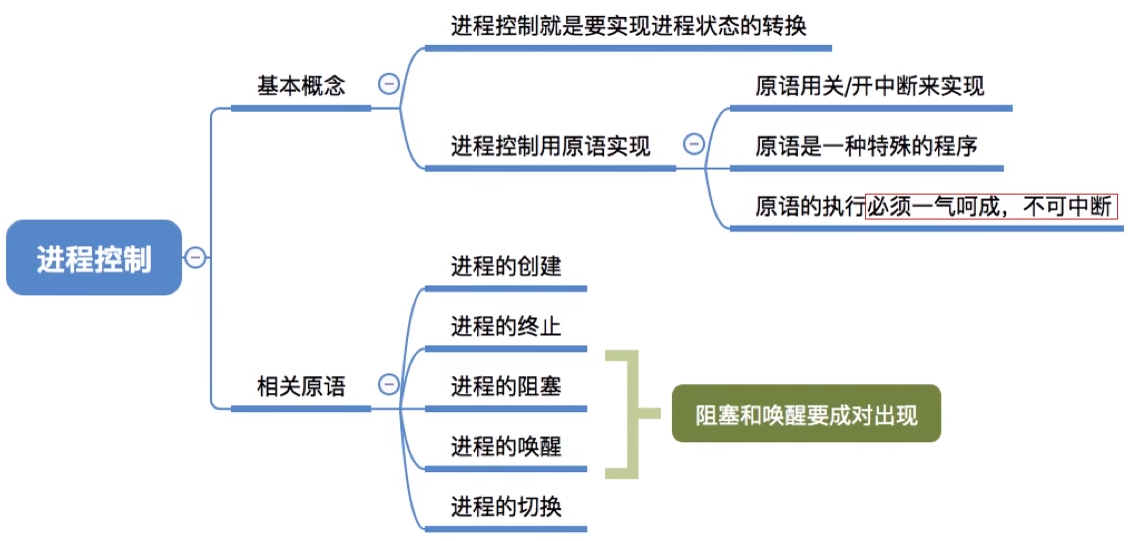 进程控制
基本概念
进程控制就是要实现进程状态的转换
进程控制用原语实现
原语用关/开中断来实现
原语是一种特殊的程序
原语的执行必须一气呵成，不可中断
相关原语
进程的创建
进程的终止
进程的阻塞
进程的唤醒
进程的切换
阻塞和唤醒要成对出现